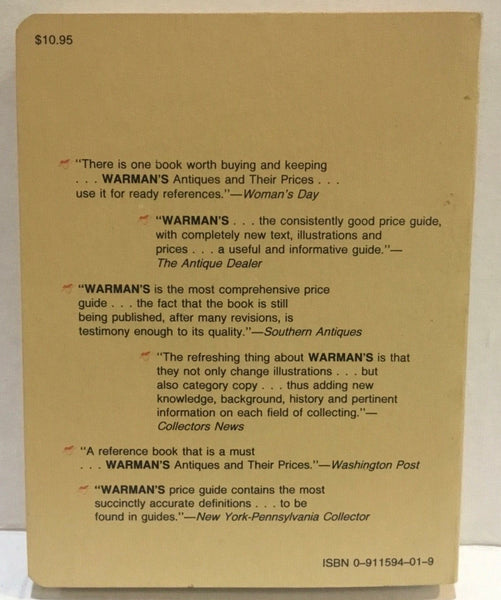 $10.95
"There is one book worth buying and keeping
. . . WARMAN'S Antiques and Their Prices . . .
use it for ready references."—Woman's Day
"WARMAN'S . . . the consistently good price guide,
with completely new text, illustrations and
prices . . . a useful and informative guide."—
The Antique Dealer
"WARMAN'S is the most comprehensive price
guide . . . the fact that the book is still
being published, after many revisions, is
testimony enough to its quality."—Southern Antiques
"The refreshing thing about WARMAN'S is that
they not only change illustrations . . . but
also category copy . . . thus adding new
knowledge, background, history and pertinent
information on each field of collecting."—
Collectors News
"A reference book that is a must
. . . WARMAN'S Antiques and Their Prices."—Washington Post
"WARMAN'S price guide contains the most
succinctly accurate definitions . . . to be
found in guides."—New York-Pennsylvania Collector
ISBN 0–911594–01–9